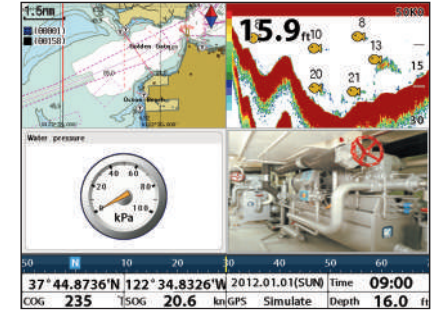 1.5nm
(00001)
(00158)
Golden Gate
Ocean Beach
15.9ft
50KO
8
10
8
13
20
21
15
30
Water pressure
40 60
20 80
0 100
kPa
50 N 10 20 30 40 50 60
37°44.8736'N 122°34.8326'W 2012.01.01(SUN) Time 09:00
COG 235 °T SOG 20.6 kn GPS Simulate Depth 16.0 ft